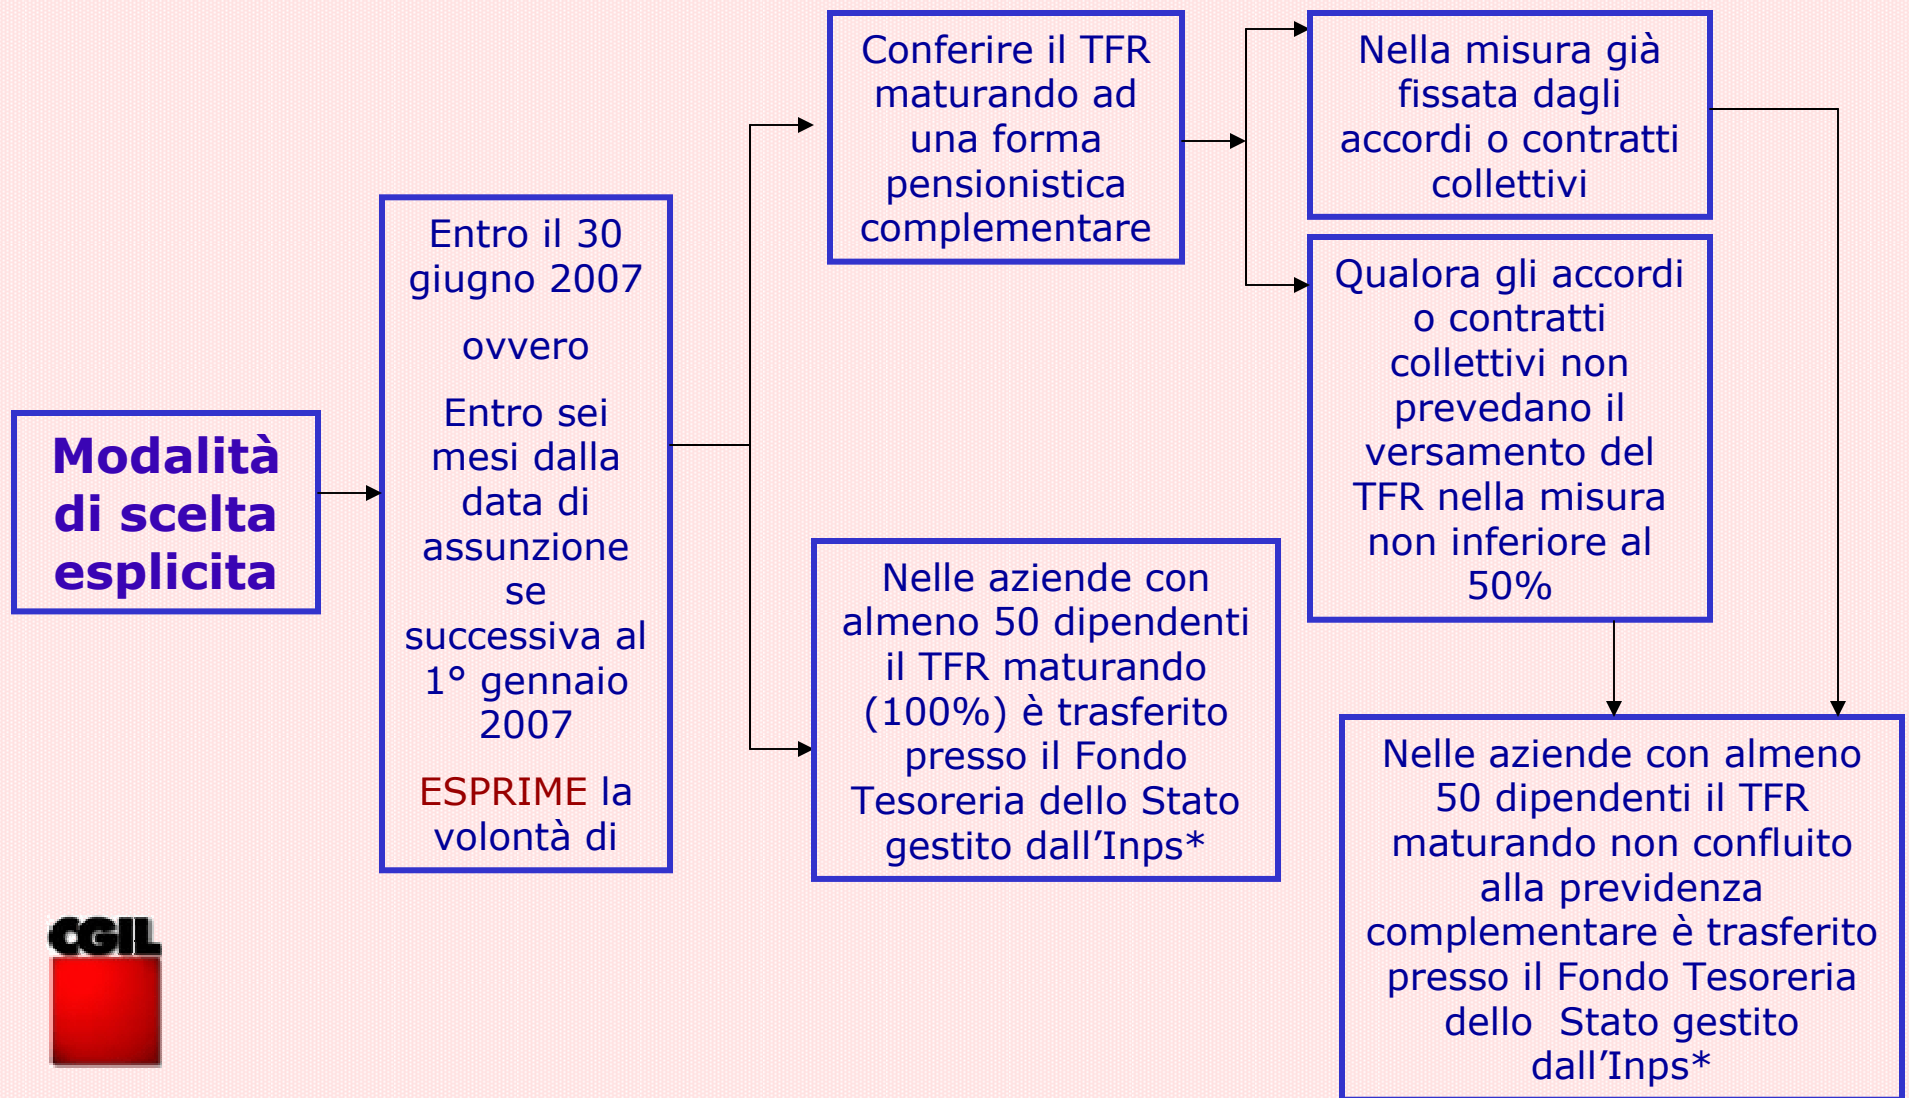 Modalità
di scelta
esplicita
Entro il 30
giugno 2007
ovvero
Entro sei
mesi dalla
data di
assunzione
se
successiva al
1° gennaio
2007
ESPRIME la
volontà di
Conferire il TFR
maturando ad
una forma
pensionistica
complementare
Nella misura già
fissata dagli
accordi o contratti
collettivi
Qualora gli accordi
o contratti
collettivi non
prevedano il
versamento del
TFR nella misura
non inferiore al
50%
Nelle aziende con
almeno 50 dipendenti
il TFR maturando
(100%) è trasferito
presso il Fondo
Tesoreria dello Stato
gestito dall’Inps*
Nelle aziende con almeno
50 dipendenti il TFR
maturando non confluito
alla previdenza
complementare è trasferito
presso il Fondo Tesoreria
dello  Stato gestito
dall’Inps*
CGIL